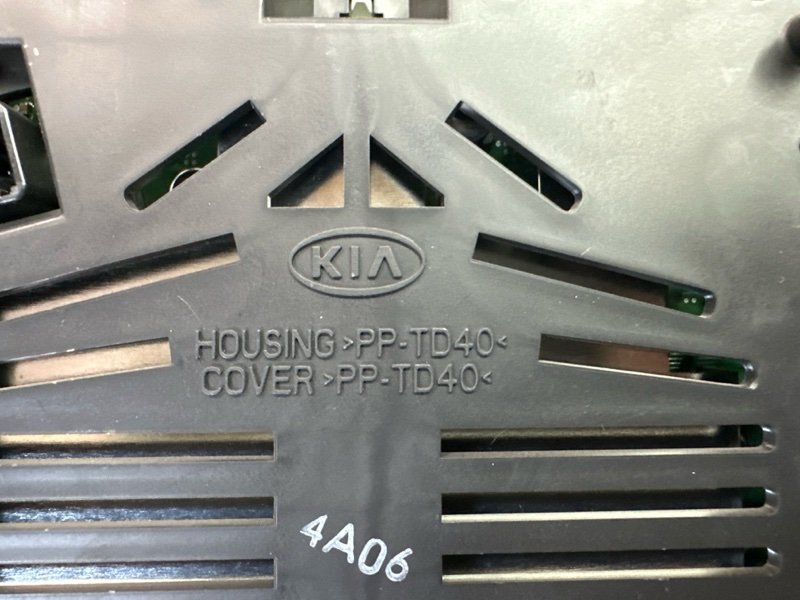 KIA
HOUSING >PP-TD40<
COVER >PP-TD40<
4A06